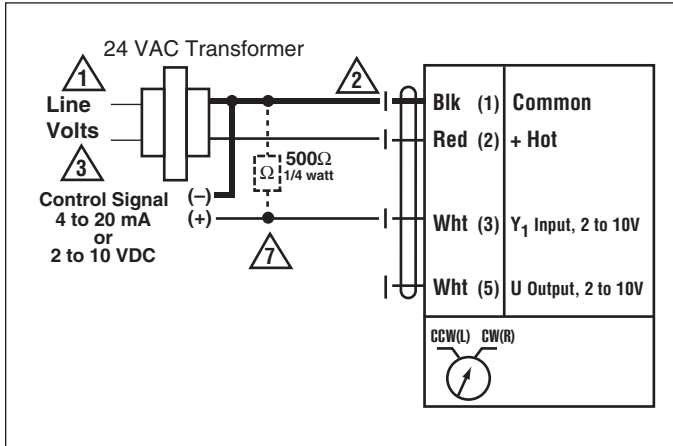 24 VAC Transformer
1
Line
Volts
2
3
Control Signal
4 to 20 mA
or
2 to 10 VDC
(–)
(+)
Ω
500Ω
1/4 watt
7
Blk (1) Common
Red (2) + Hot
Wht (3) Y1 Input, 2 to 10V
Wht (5) U Output, 2 to 10V
CCW(L) CW(R)